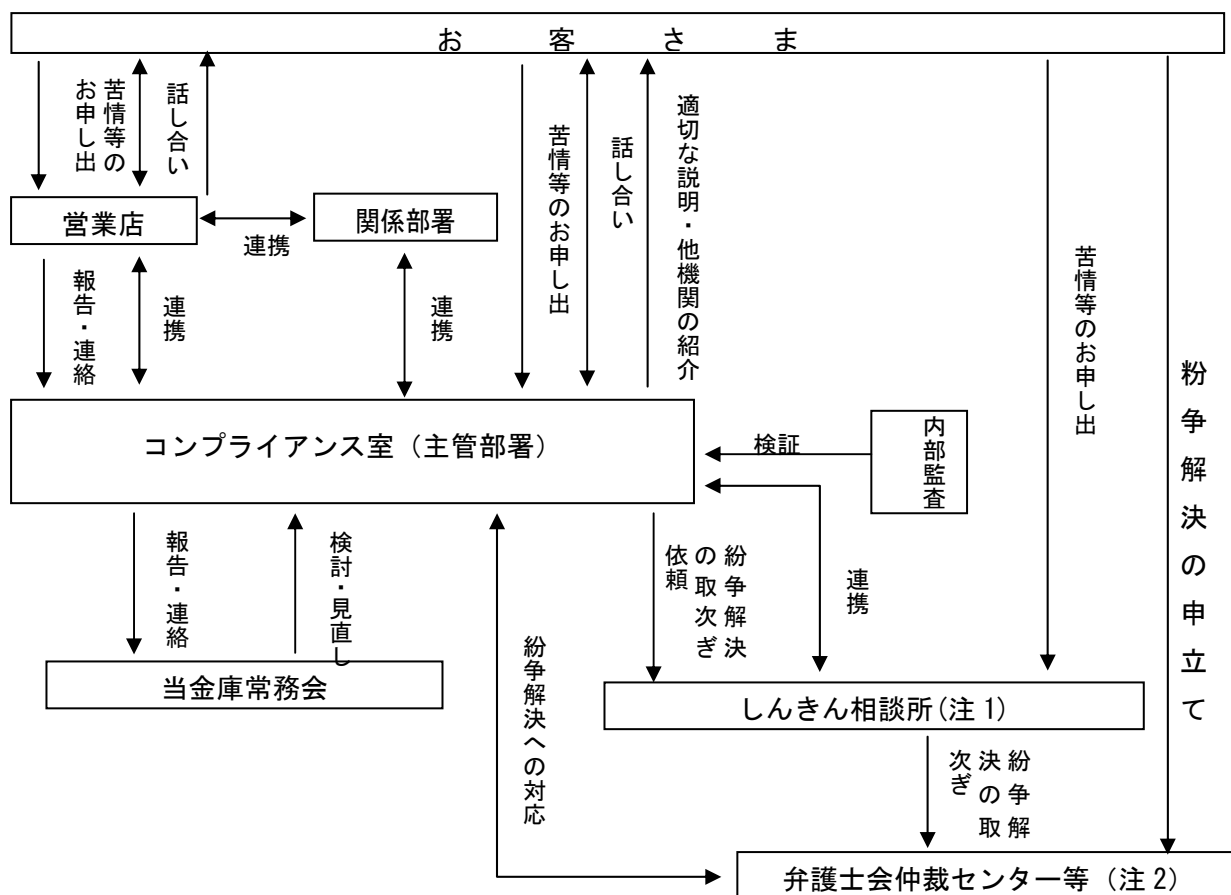 お客さま
苦情等の
お申し出
話し合い
苦情等のお申し出
話し合い
適切な説明・他機関の紹介
苦情等のお申し出
紛争解決の申立て
営業店
連携
関係部署
報告・連絡
連携
連携
コンプライアンス室（主管部署）
検証
内部監査
報告・連絡
検討・見直し
紛争解決への対応
紛争解決
の取次ぎ
依頼
連携
当金庫常務会
しんきん相談所(注1)
紛争解
決の取
次ぎ
弁護士会仲裁センター等（注2）